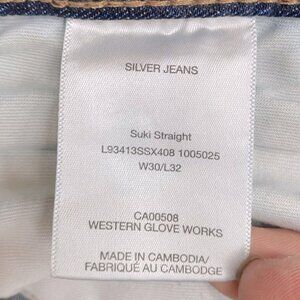 SILVER JEANS
Suki Straight
L93413SSX408 1005025
W30/L32
CA00508
WESTERN GLOVE WORKS
MADE IN CAMBODIA/
FABRIQUÉ AU CAMBODGE